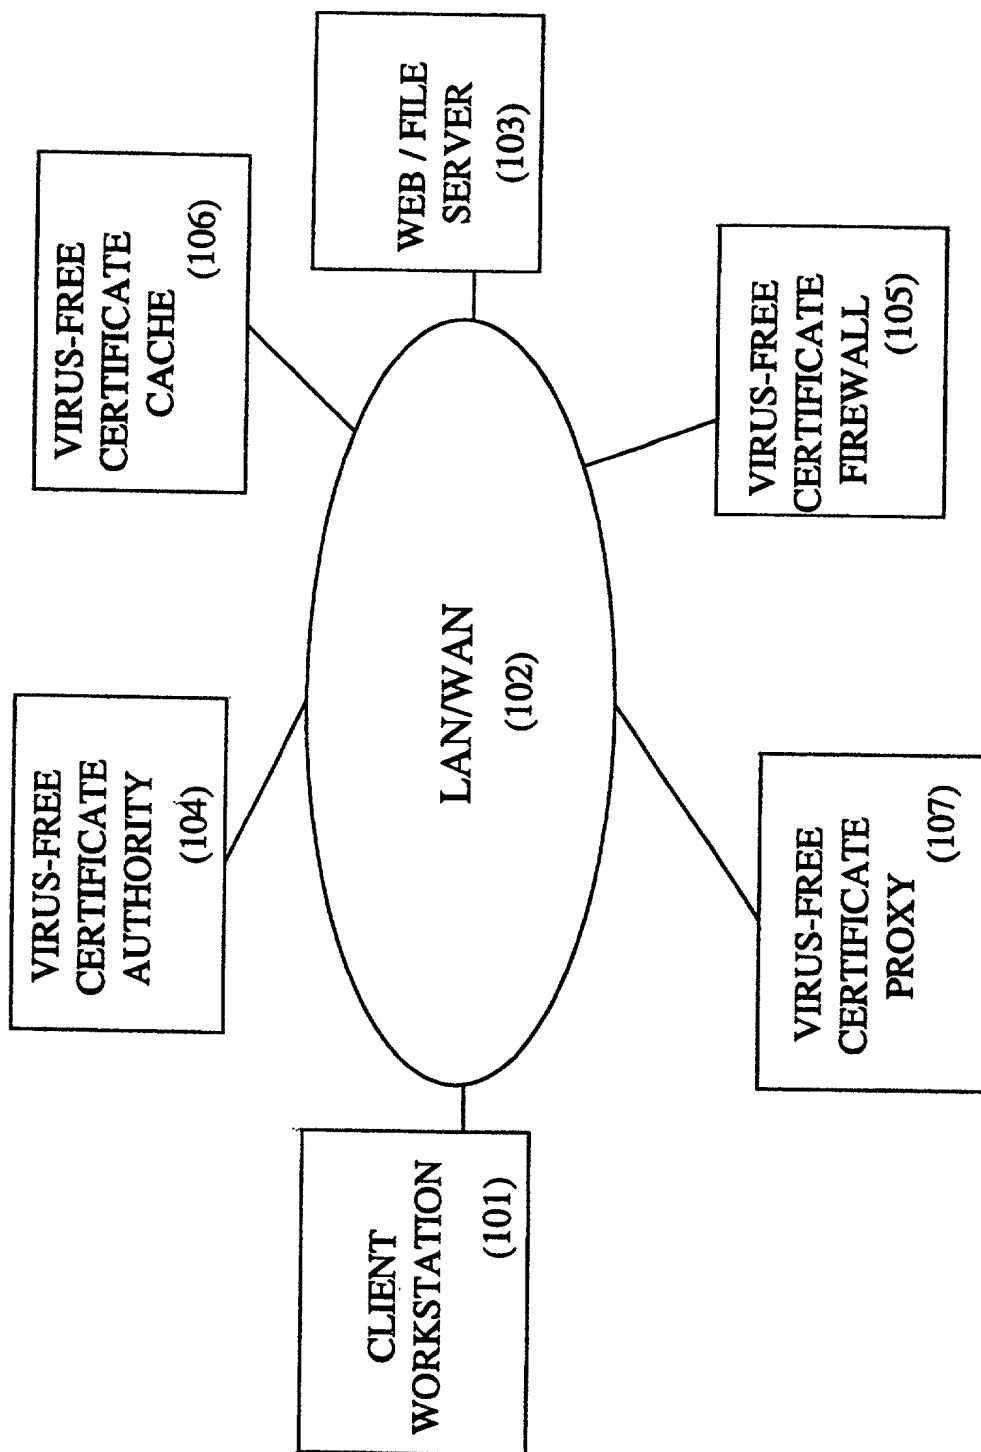 VIRUS-FREE
CERTIFICATE
AUTHORITY
(104)
VIRUS-FREE
CERTIFICATE
CACHE
(106)
CLIENT
WORKSTATION
(101)
LAN/WAN
(102)
WEB / FILE
SERVER
(103)
VIRUS-FREE
CERTIFICATE
PROXY
(107)
VIRUS-FREE
CERTIFICATE
FIREWALL
(105)